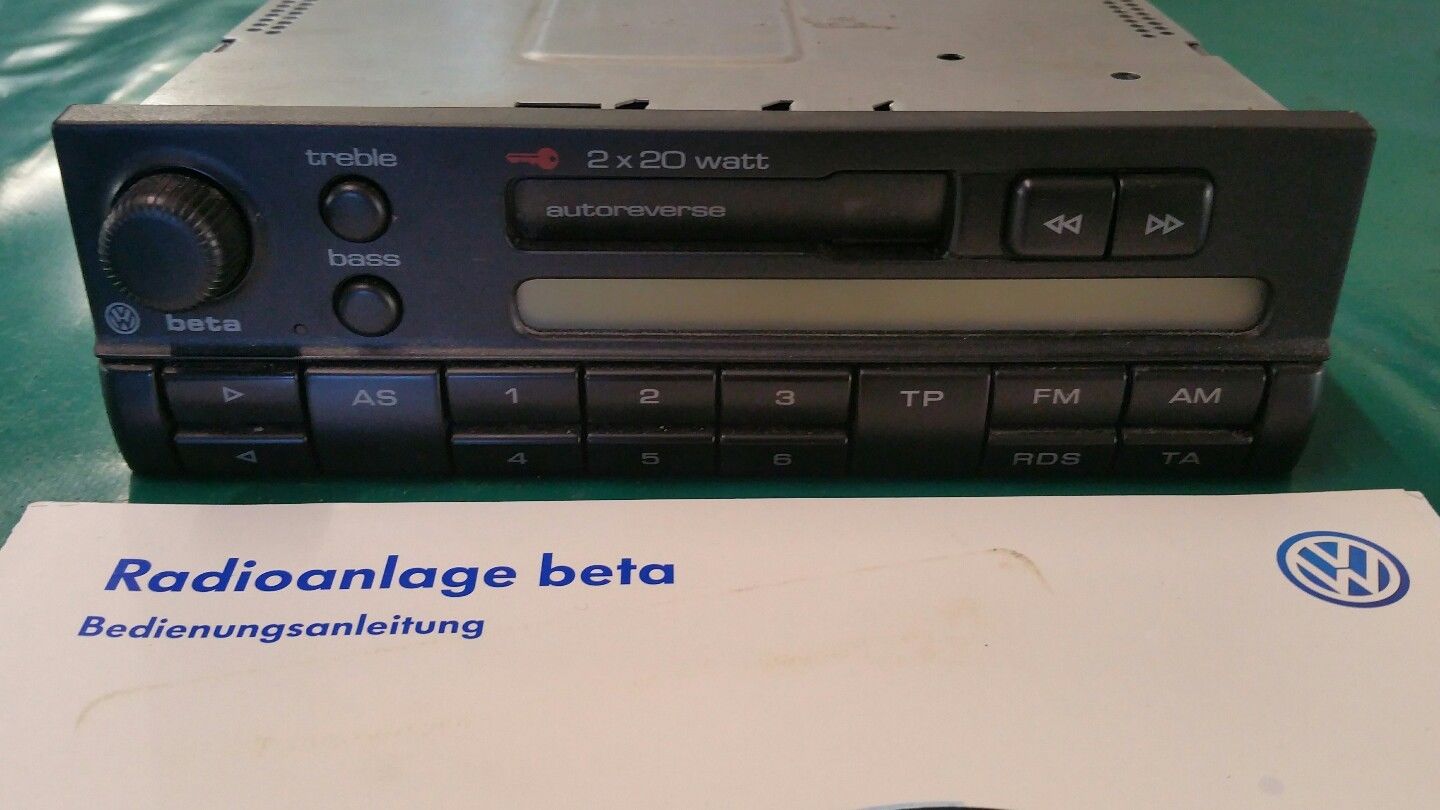 treble
2 x 20 watt
autoreverse
bass
beta
AS 1 2 3 TP FM AM
4 5 6 RDS TA
Radioanlage beta
Bedienungsanleitung